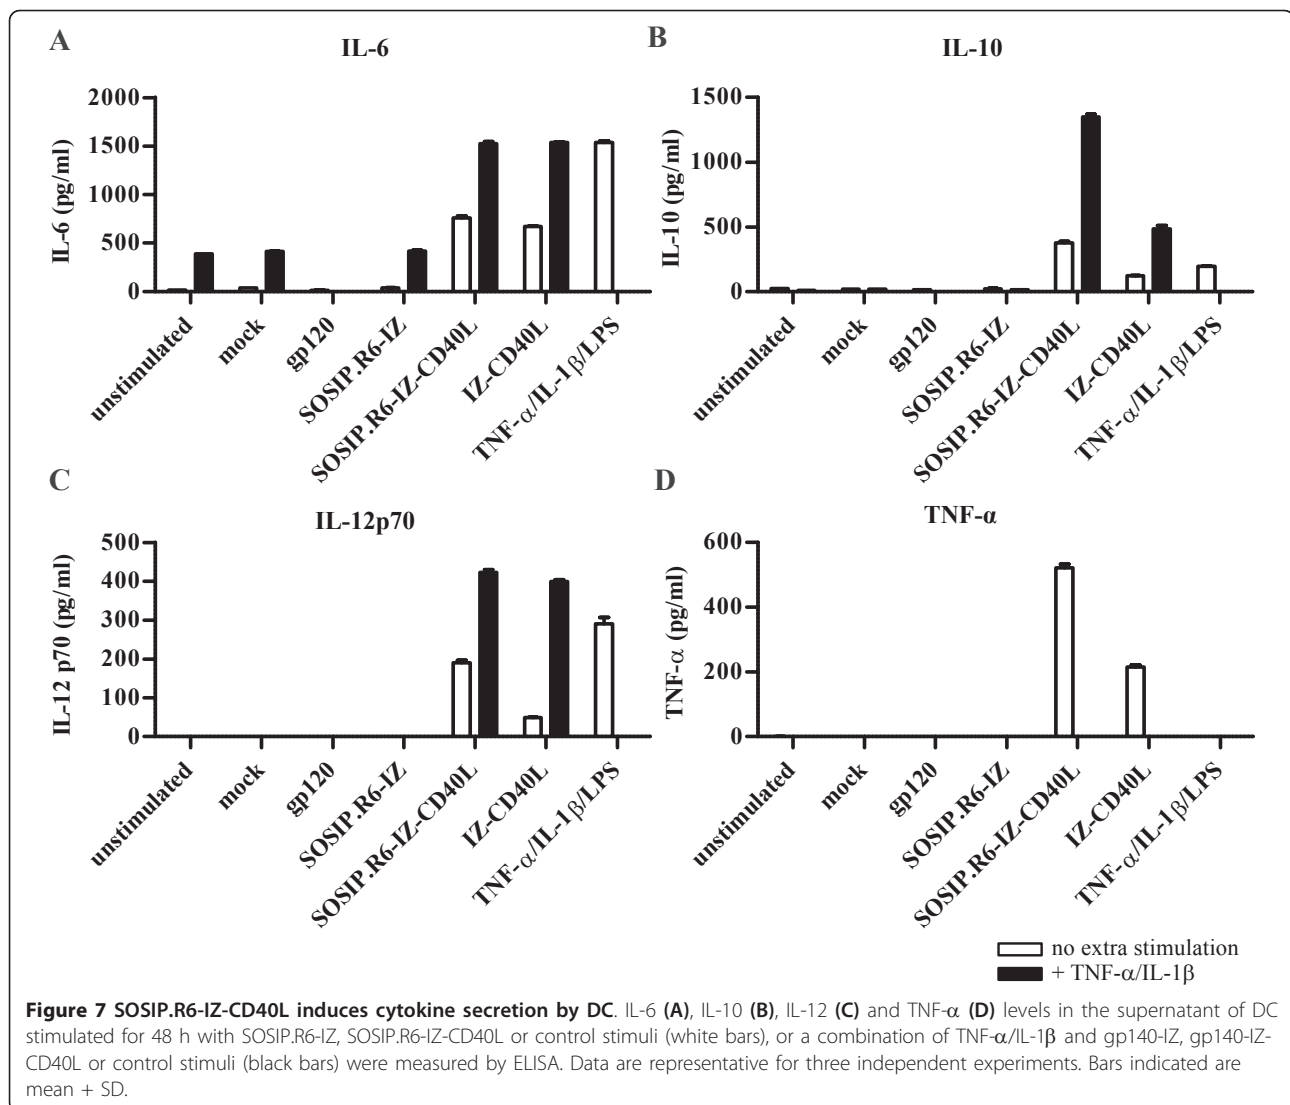 A
IL-6
2000
1500
1000
500
0
IL-6 (pg/ml)
unstimulated
mock
gp120
SOSIP.R6-IZ
SOSIP.R6-IZ-CD40L
IZ-CD40L
TNF-α/IL-1β/LPS
B
IL-10
1500
1000
500
0
IL-10 (pg/ml)
unstimulated
mock
gp120
SOSIP.R6-IZ
SOSIP.R6-IZ-CD40L
IZ-CD40L
TNF-α/IL-1β/LPS
C
IL-12p70
500
400
300
200
100
0
IL-12 p70 (pg/ml)
unstimulated
mock
gp120
SOSIP.R6-IZ
SOSIP.R6-IZ-CD40L
IZ-CD40L
TNF-α/IL-1β/LPS
D
TNF-α
600
400
200
0
TNF-α (pg/ml)
unstimulated
mock
gp120
SOSIP.R6-IZ
SOSIP.R6-IZ-CD40L
IZ-CD40L
TNF-α/IL-1β/LPS
no extra stimulation
+ TNF-α/IL-1β
Figure 7 SOSIP.R6-IZ-CD40L induces cytokine secretion by DC. IL-6 (A), IL-10 (B), IL-12 (C) and TNF-α (D) levels in the supernatant of DC
stimulated for 48 h with SOSIP.R6-IZ, SOSIP.R6-IZ-CD40L or control stimuli (white bars), or a combination of TNF-α/IL-1β and gp140-IZ, gp140-IZ-
CD40L or control stimuli (black bars) were measured by ELISA. Data are representative for three independent experiments. Bars indicated are
mean + SD.